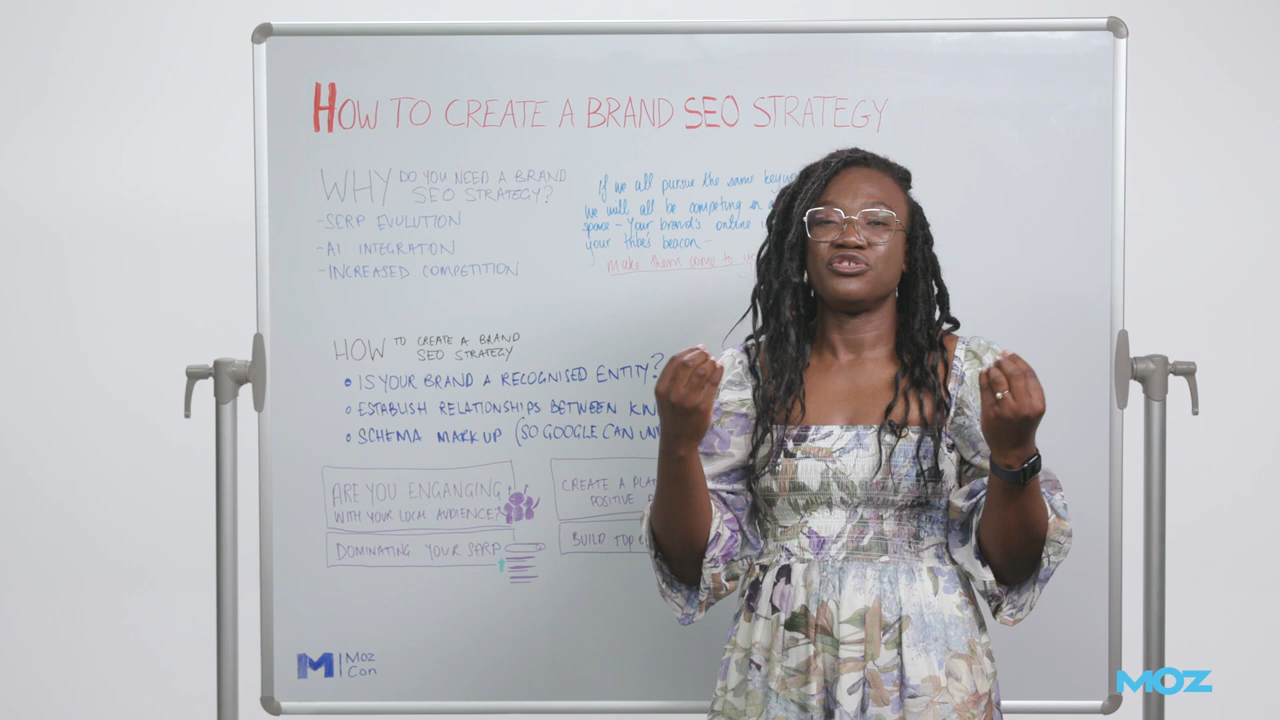 HOW TO CREATE A BRAND SEO STRATEGY
WHY DO YOU NEED A BRAND
SEO STRATEGY?
-SERP EVOLUTION
-AI INTEGRATION
-INCREASED COMPETITION
If we all pursue the same
we will all be competing in
space - Your brand's online
your tribe's beacon-
make them come to
HOW TO CREATE A BRAND
SEO STRATEGY
• IS YOUR BRAND A RECOGNISED ENTITY?
• ESTABLISH RELATIONSHIPS BETWEEN
• SCHEMA MARKUP (SO GOOGLE CAN
ARE YOU ENGANGING
WITH YOUR LOCAL AUDIENCE?
DOMINATING YOUR SERP
CREATE A
POSITIVE
BUILD TOP
M | Moz
Con
MOZ